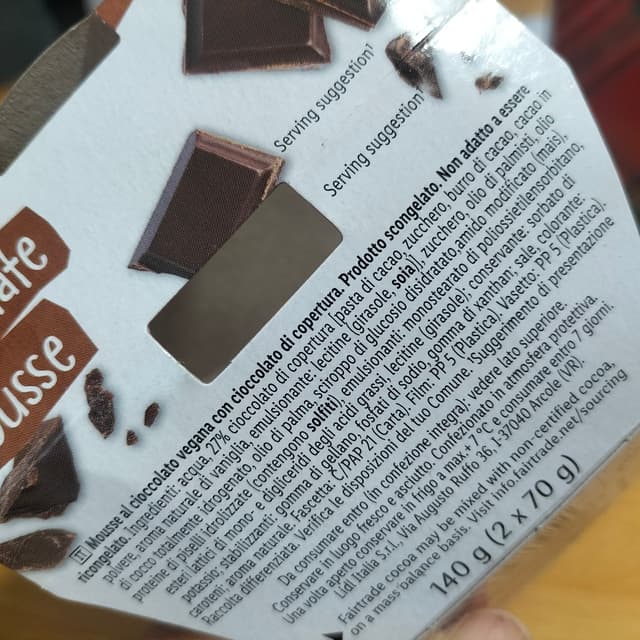 Serving suggestion¹
Serving suggestion¹
ate
ousse
IT Mousse al cioccolato vegana con cioccolato di copertura. Prodotto scongelato. Non adatto a essere
ricongelato. Ingredienti: acqua, 27% cioccolato di copertura [pasta di cacao, zucchero, burro di cacao, cacao in
polvere, aroma naturale di vaniglia, emulsionante: lecitine (girasole, soia)], zucchero, olio di palmisti, olio
di cocco totalmente idrogenato, olio di palma, sciroppo di glucosio disidratato, amido modificato (mais),
proteine di piselli idrolizzate (contengono solfiti), emulsionanti: monostearato di poliossietilensorbitano,
esteri lattici di mono- e digliceridi degli acidi grassi, lecitine (girasole); conservante: sorbato di
potassio; stabilizzanti: gomma di gellano, fosfati di sodio, gomma di xanthan; sale, colorante:
caroteni; aroma naturale. Fascetta: C/PAP 21 (Carta). Film: PP 5 (Plastica). Vasetto: PP 5 (Plastica).
Raccolta differenziata. Verifica le disposizioni del tuo Comune. ¹Suggerimento di presentazione
Da consumare entro (in confezione integra): vedere lato superiore.
Conservare in luogo fresco e asciutto. Confezionato in atmosfera protettiva.
Una volta aperto conservare in frigo a max.+ 7°C e consumare entro 7 giorni.
Lidl Italia S.r.l., Via Augusto Ruffo 36, I-37040 Arcole (VR).
Fairtrade cocoa may be mixed with non-certified cocoa,
on a mass balance basis. Visit info.fairtrade.net/sourcing
140 g (2 x 70 g)